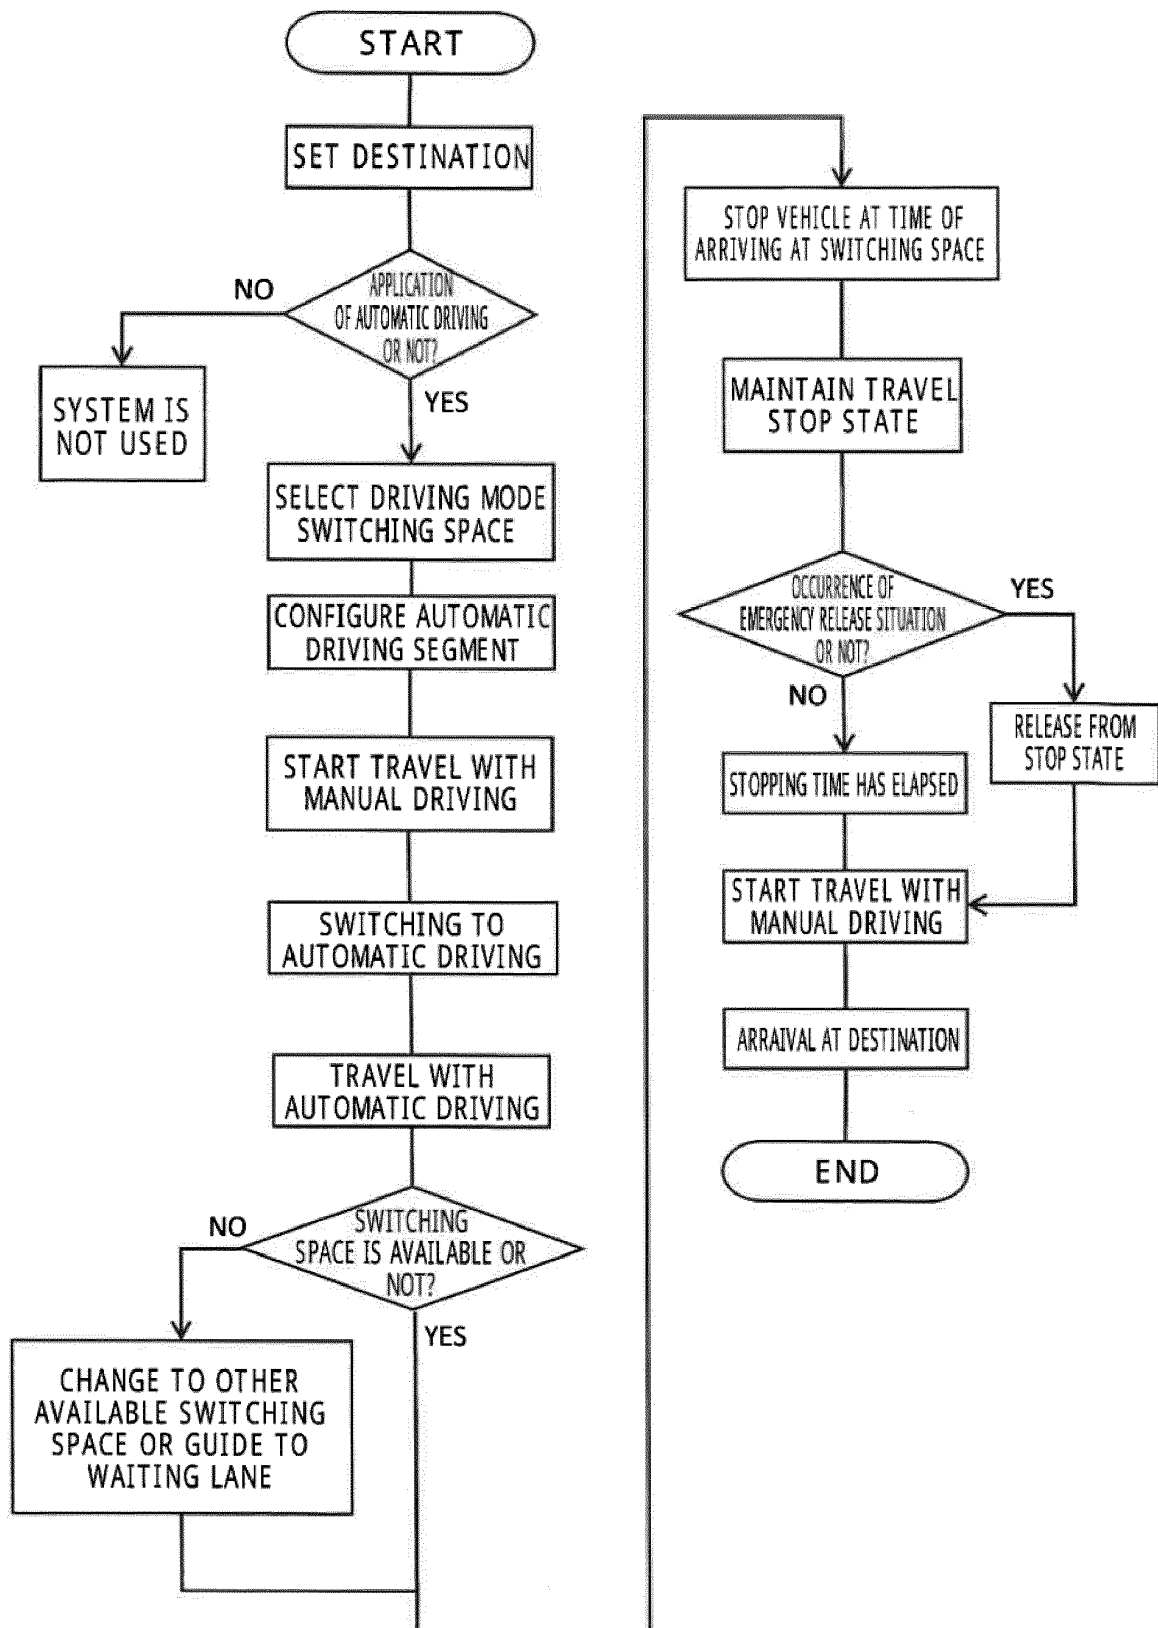 START
SET DESTINATION
APPLICATION
OF AUTOMATIC DRIVING
OR NOT?
NO
YES
SYSTEM IS
NOT USED
SELECT DRIVING MODE
SWITCHING SPACE
CONFIGURE AUTOMATIC
DRIVING SEGMENT
START TRAVEL WITH
MANUAL DRIVING
SWITCHING TO
AUTOMATIC DRIVING
TRAVEL WITH
AUTOMATIC DRIVING
SWITCHING
SPACE IS AVAILABLE OR
NOT?
NO
YES
CHANGE TO OTHER
AVAILABLE SWITCHING
SPACE OR GUIDE TO
WAITING LANE
STOP VEHICLE AT TIME OF
ARRIVING AT SWITCHING SPACE
MAINTAIN TRAVEL
STOP STATE
OCCURRENCE OF
EMERGENCY RELEASE SITUATION
OR NOT?
YES
NO
RELEASE FROM
STOP STATE
STOPPING TIME HAS ELAPSED
START TRAVEL WITH
MANUAL DRIVING
ARRAIVAL AT DESTINATION
END